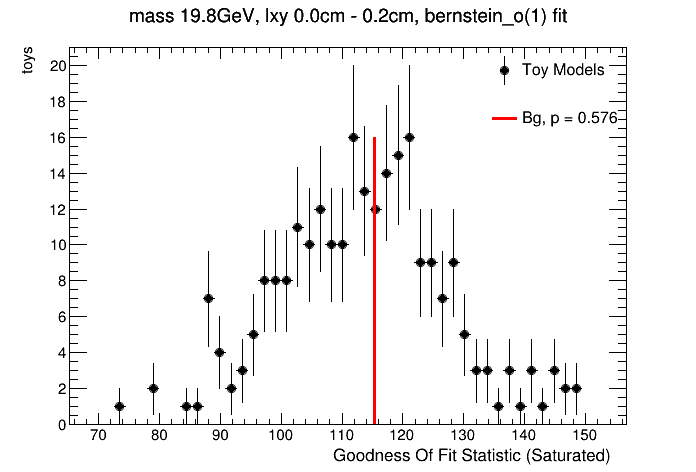 mass 19.8GeV, lxy 0.0cm - 0.2cm, bernstein_o(1) fit
toys
20
18
16
14
12
10
8
6
4
2
0
Toy Models
Bg, p = 0.576
70 80 90 100 110 120 130 140 150
Goodness Of Fit Statistic (Saturated)